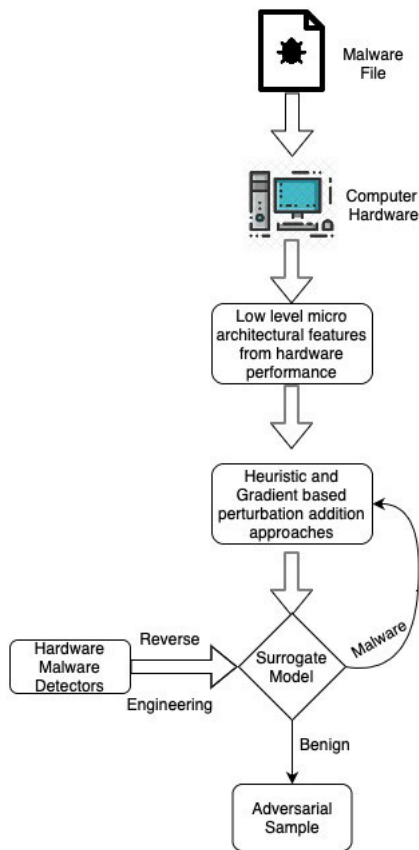 Malware
File
Computer
Hardware
Low level micro
architectural features
from hardware
performance
Heuristic and
Gradient based
perturbation addition
approaches
Hardware
Malware
Detectors
Reverse
Engineering
Surrogate
Model
Malware
Benign
Adversarial
Sample